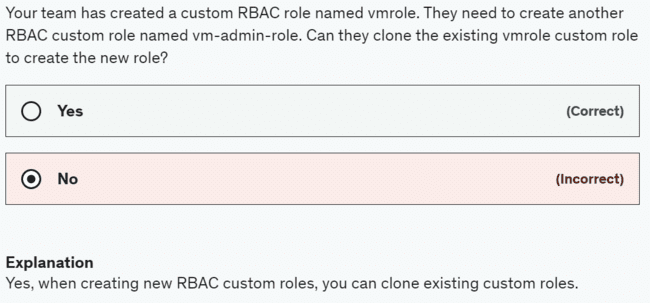 Your team has created a custom RBAC role named vmrole. They need to create another
RBAC custom role named vm-admin-role. Can they clone the existing vmrole custom role
to create the new role?
Yes (Correct)
No (Incorrect)
Explanation
Yes, when creating new RBAC custom roles, you can clone existing custom roles.